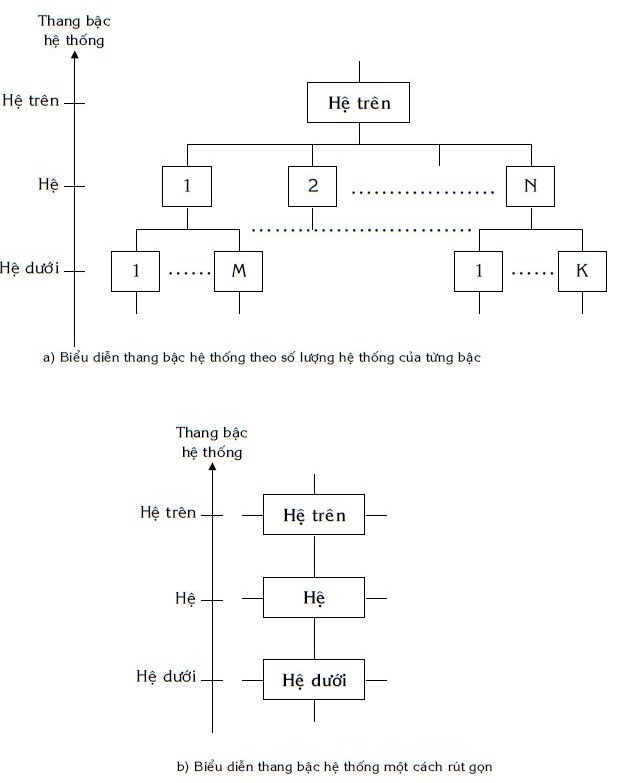 Thang bậc
hệ thống
Hệ trên
Hệ trên
Hệ
1
2
....................
N
..............................
Hệ dưới
1
......
M
1
......
K
a) Biểu diễn thang bậc hệ thống theo số lượng hệ thống của từng bậc
Thang bậc
hệ thống
Hệ trên
Hệ trên
Hệ
Hệ
Hệ dưới
Hệ dưới
b) Biểu diễn thang bậc hệ thống một cách rút gọn